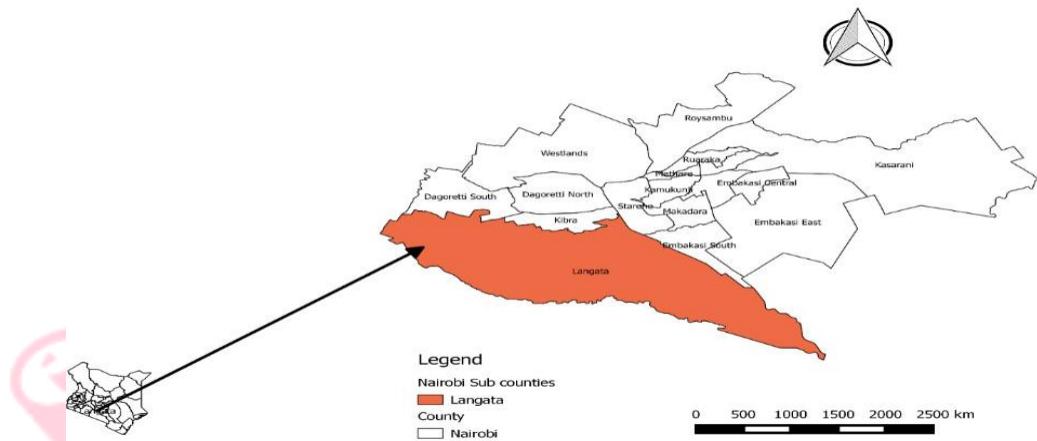 Roysambu
Westlands
Ruaraka
Kasarani
Mathare
Embakasi Central
Kamukunji
Dagoretti South
Dagoretti North
Starehe
Makadara
Kibra
Embakasi East
Embakasi South
Langata
Legend
Nairobi Sub counties
Langata
County
Nairobi
0 500 1000 1500 2000 2500 km